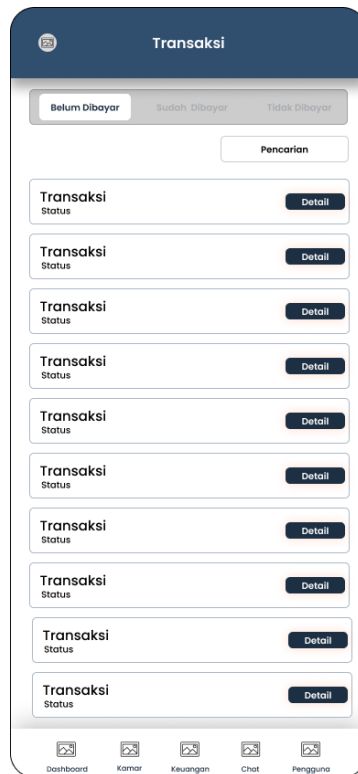 Transaksi
Belum Dibayar Sudah Dibayar Tidak Dibayar
Pencarian
Transaksi
Status
Detail
Transaksi
Status
Detail
Transaksi
Status
Detail
Transaksi
Status
Detail
Transaksi
Status
Detail
Transaksi
Status
Detail
Transaksi
Status
Detail
Transaksi
Status
Detail
Transaksi
Status
Detail
Transaksi
Status
Detail
Dashboard Kamar Keuangan Chat Pengguna